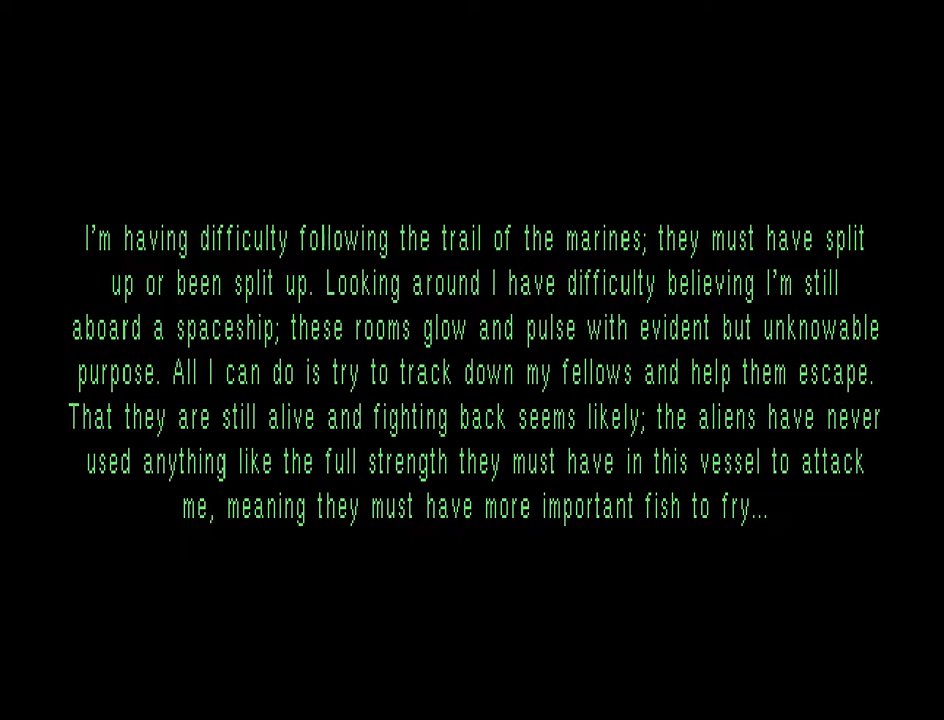 I'm having difficulty following the trail of the marines; they must have split
up or been split up. Looking around I have difficulty believing I'm still
aboard a spaceship; these rooms glow and pulse with evident but unknowable
purpose. All I can do is try to track down my fellows and help them escape.
That they are still alive and fighting back seems likely; the aliens have never
used anything like the full strength they must have in this vessel to attack
me, meaning they must have more important fish to fry...